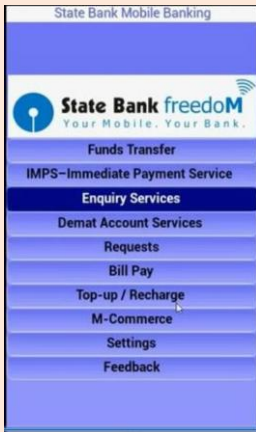 State Bank Mobile Banking
State Bank freedoM
Your Mobile. Your Bank.
Funds Transfer
IMPS-Immediate Payment Service
Enquiry Services
Demat Account Services
Requests
Bill Pay
Top-up / Recharge
M-Commerce
Settings
Feedback